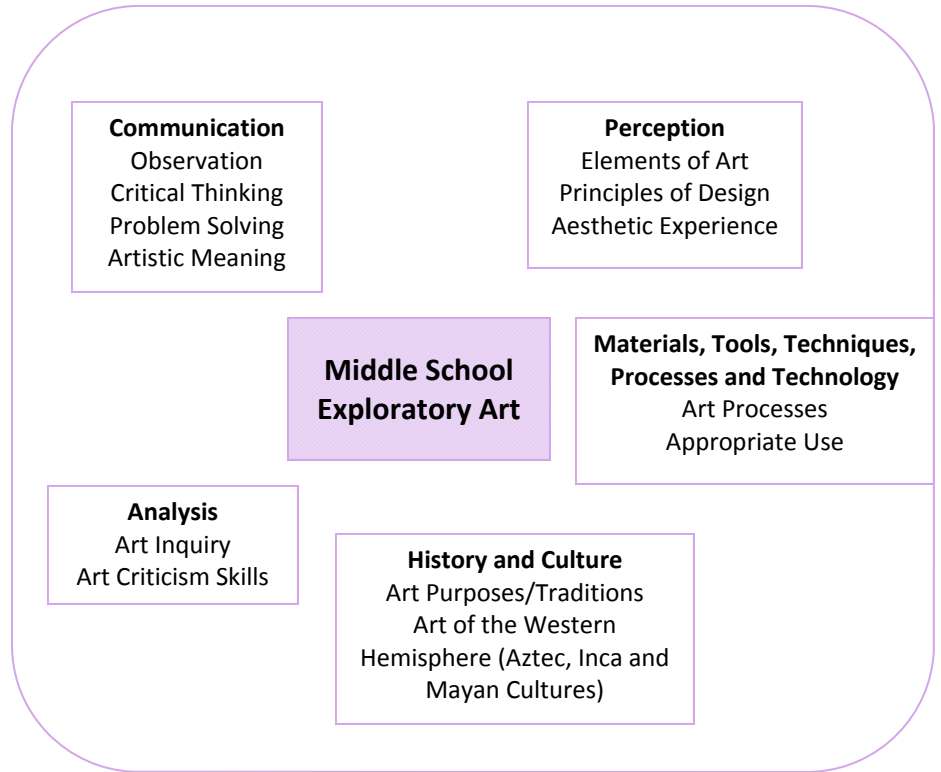 Communication
Observation
Critical Thinking
Problem Solving
Artistic Meaning
Perception
Elements of Art
Principles of Design
Aesthetic Experience
Middle School
Exploratory Art
Materials, Tools, Techniques,
Processes and Technology
Art Processes
Appropriate Use
Analysis
Art Inquiry
Art Criticism Skills
History and Culture
Art Purposes/Traditions
Art of the Western
Hemisphere (Aztec, Inca and
Mayan Cultures)